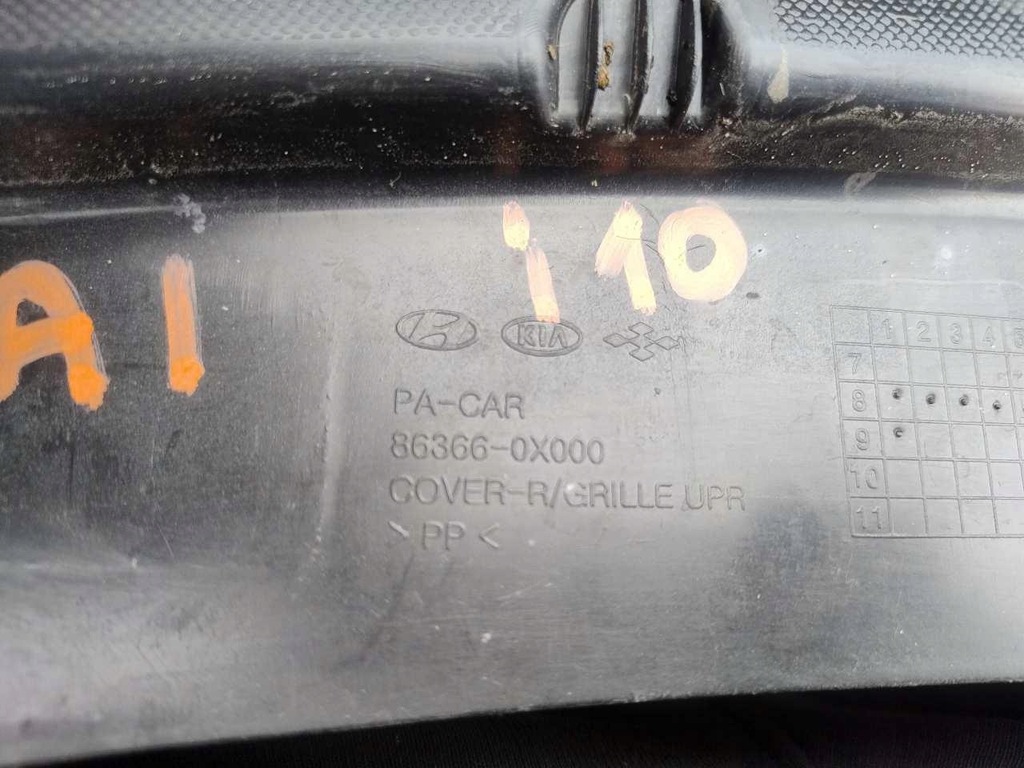 AI i10
KIA
PA-CAR
86366-0X000
COVER-R/GRILLE UPR
>PP<
1 2 3 4
7
8
9
10
11